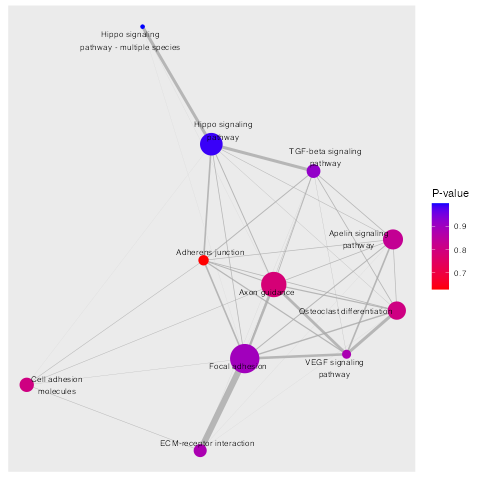 Hippo signaling
pathway - multiple species
Hippo signaling
pathway
TGF-beta signaling
pathway
P-value
0.9
0.8
0.7
Apelin signaling
pathway
Adherens junction
Axon guidance
Osteoclast differentiation
VEGF signaling
pathway
Focal adhesion
Cell adhesion
molecules
ECM-receptor interaction